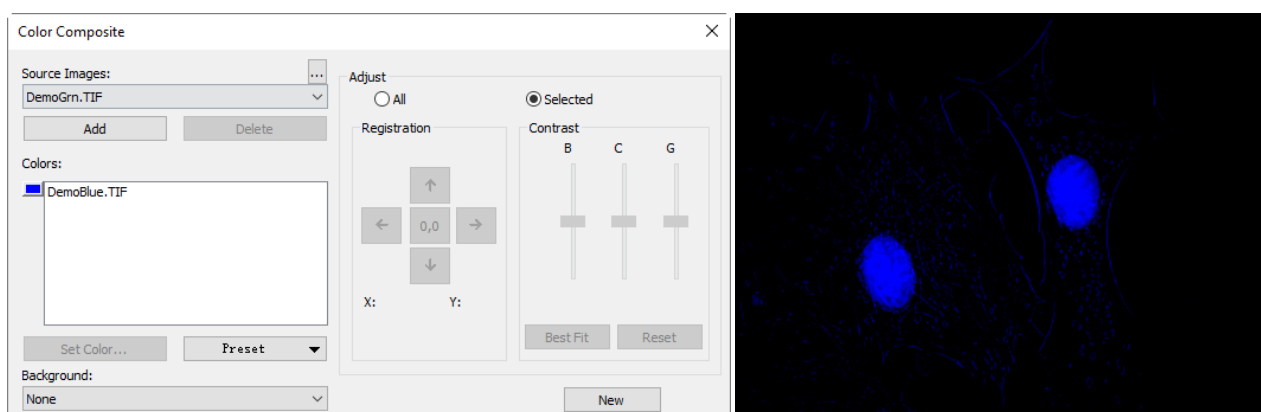 Color Composite
Source Images:
...
DemoGrn.TIF
Add
Delete
Colors:
DemoBlue.TIF
Set Color...
Preset
Background:
None
Adjust
All
Selected
Registration
0,0
X:
Y:
Contrast
B
C
G
Best Fit
Reset
New